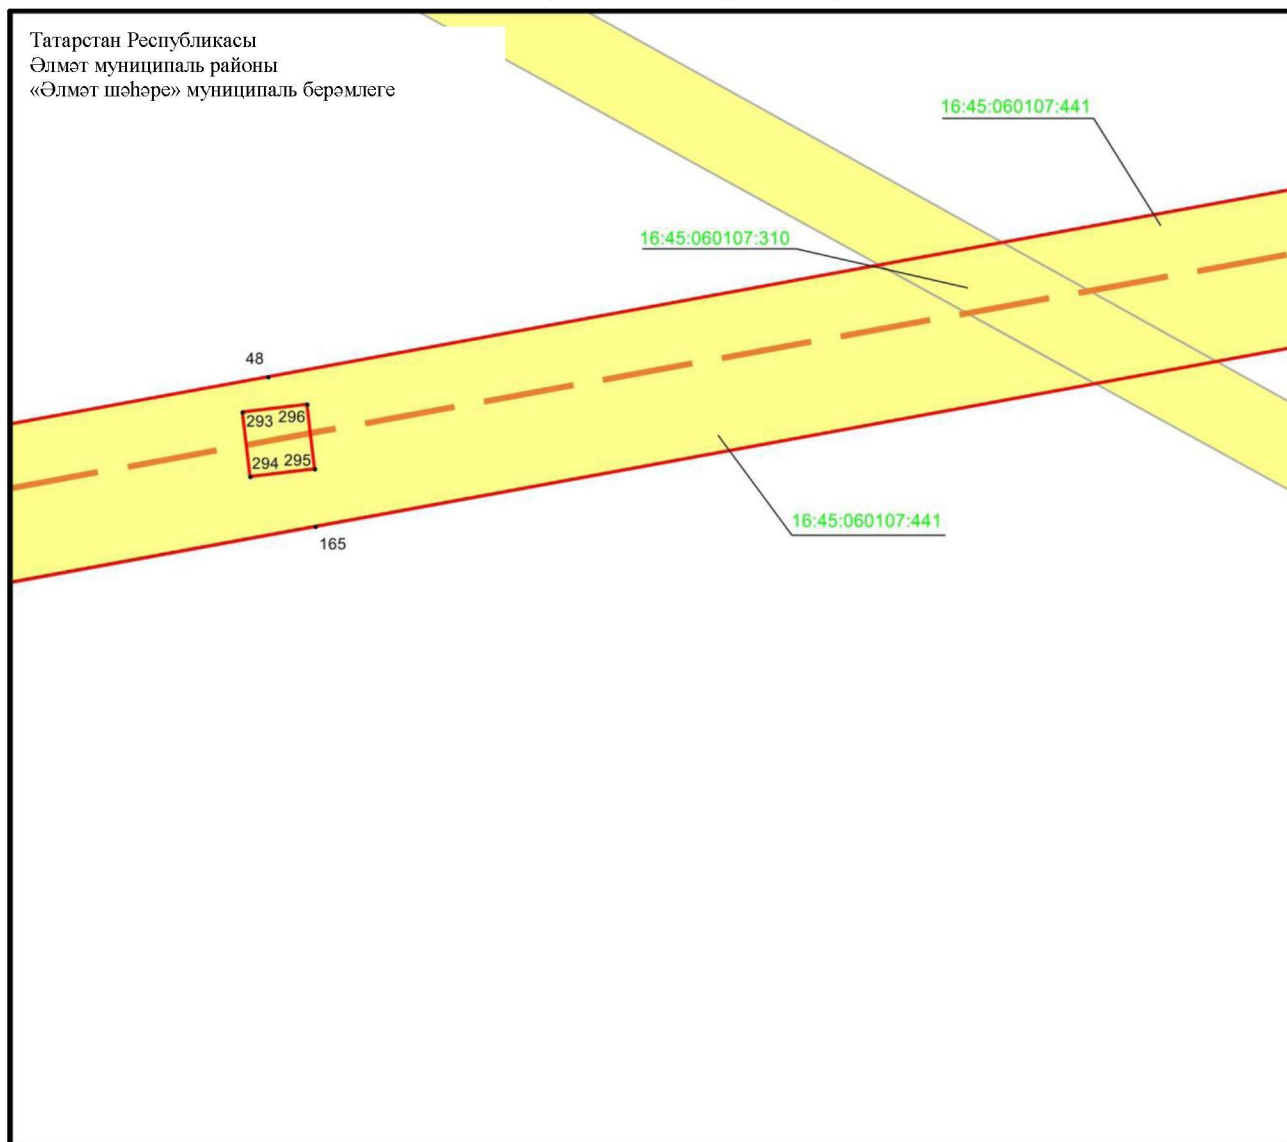 Татарстан Республикасы
Әлмәт муниципаль районы
«Әлмәт шәһәре» муниципаль берәмлеге
16:45:060107:441
16:45:060107:310
48
293 296
294 295
16:45:060107:441
165